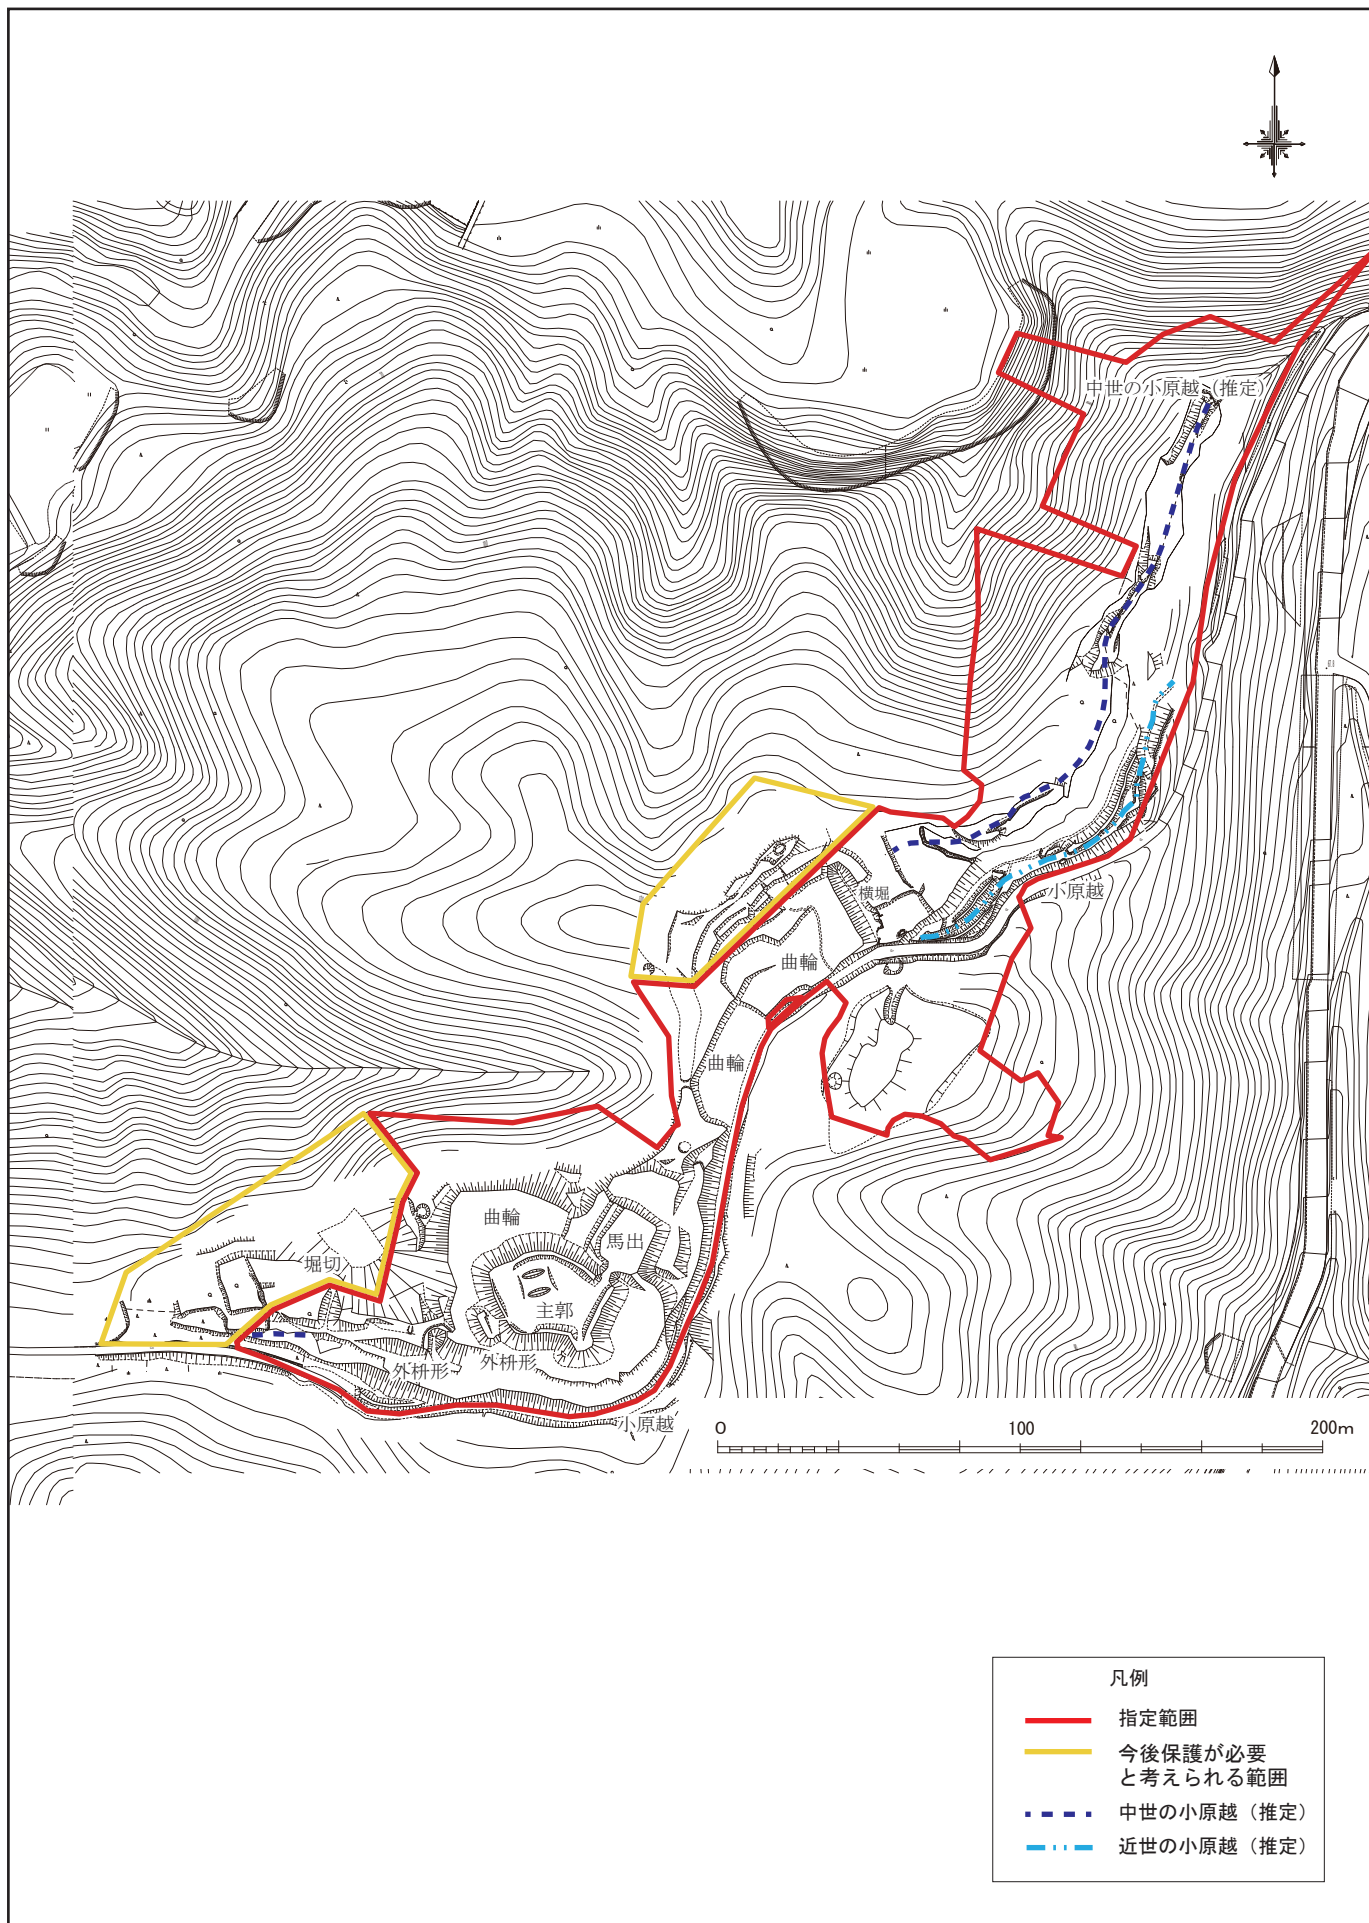 中世の小原越（推定）
横堀
小原越
曲輪
曲輪
曲輪
馬出
堀切
主郭
外枡形
外枡形
小原越
0 100 200m
凡例
指定範囲
今後保護が必要
と考えられる範囲
中世の小原越（推定）
近世の小原越（推定）